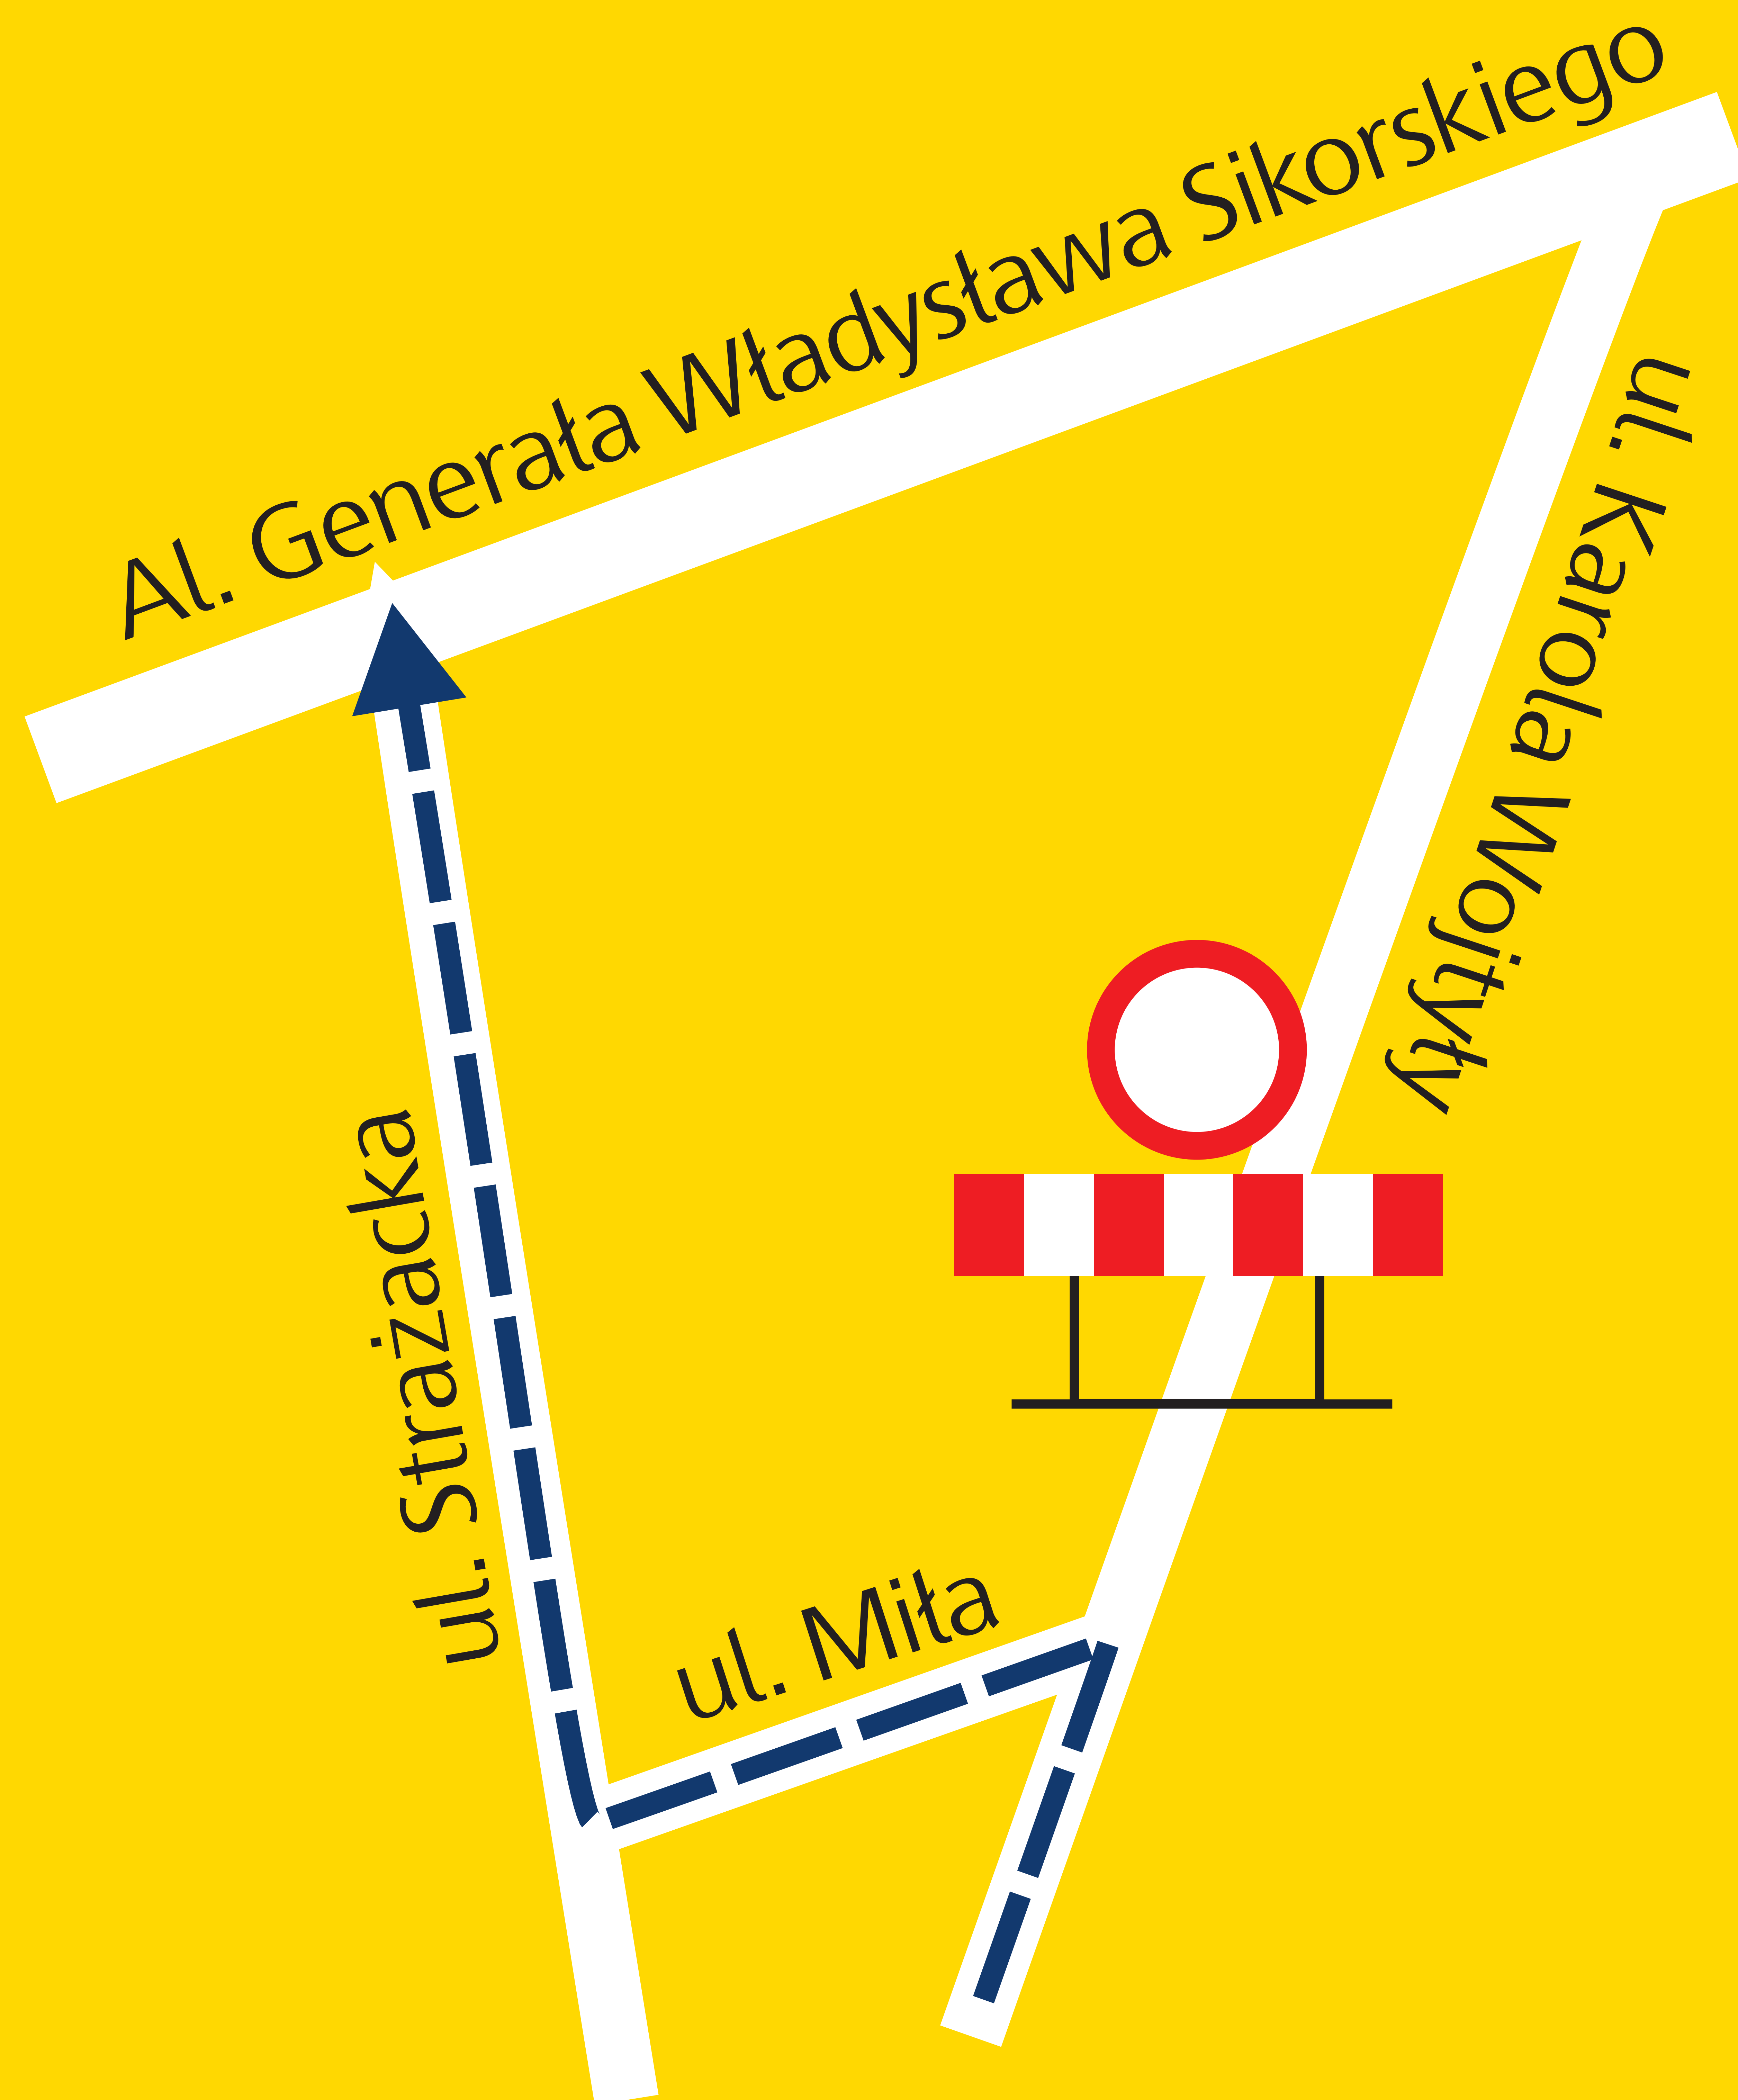 Al. Generała Władysława Sikorskiego
ul. Karola Wojtyły
ul. Strażacka
ul. Miła